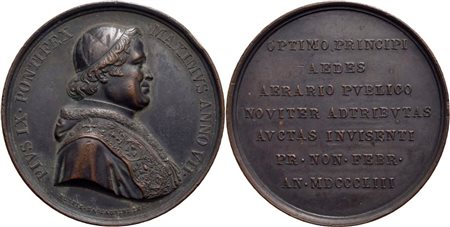 PIVS IX PONTIFEX MAXIMVS ANNO VII
OPTIMO PRINCIPI
AEDES
AERARIO PVBLICO
NOVITER ADTRIBVTAS
AVCTAS INVISENTI
PR · NON · FEBR ·
AN · MDCCCLIII